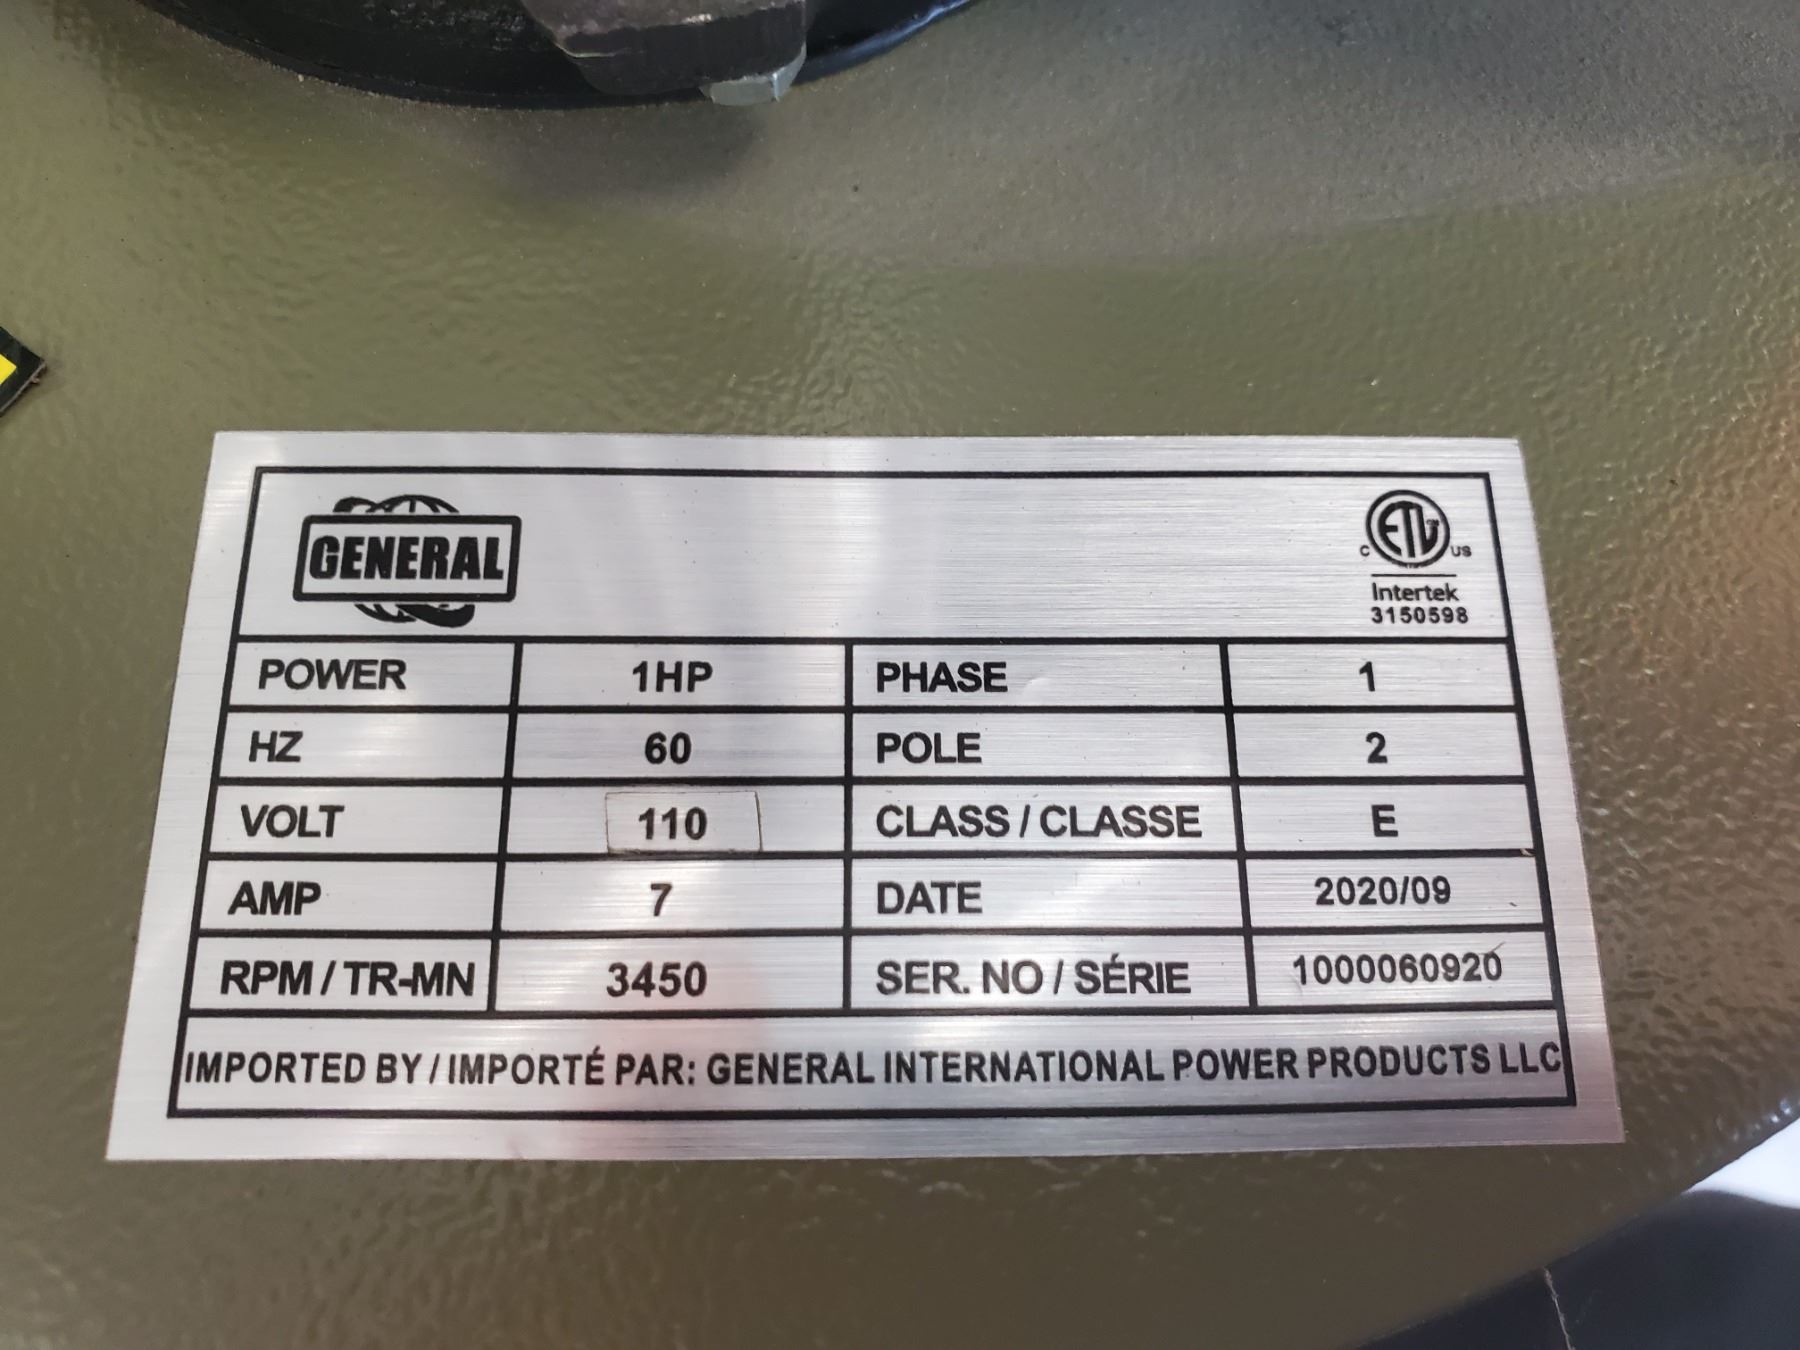 GENERAL
C ETL US
Intertek
3150598
POWER 1HP PHASE 1
HZ 60 POLE 2
VOLT 110 CLASS / CLASSE E
AMP 7 DATE 2020/09
RPM / TR-MN 3450 SER. NO / SÉRIE 1000060920
IMPORTED BY / IMPORTÉ PAR: GENERAL INTERNATIONAL POWER PRODUCTS LLC